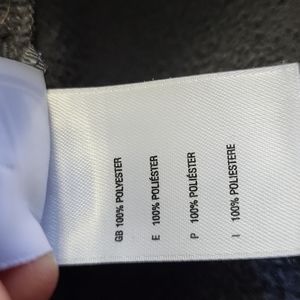 GB 100% POLYESTER
E 100% POLIÉSTER
P 100% POLIÉSTER
I 100% POLIESTERE